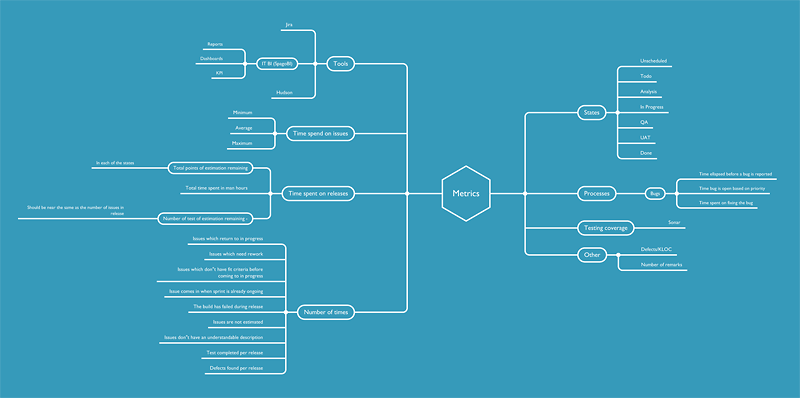 Metrics
Tools
Jira
IT BI (SpagoBI)
Reports
Dashboards
KPI
Hudson
Time spend on issues
Minimum
Average
Maximum
Time spent on releases
Total points of estimation remaining
In each of the states
Total time spent in man hours
Number of test of estimation remaining -
Should be near the same as the number of issues in
release
Number of times
Issues which return to in progress
Issues which need rework
Issues which don"t have fit criteria before
coming to in progress
Issue comes in when sprint is already ongoing
The build has failed during release
Issues are not estimated
Issues don"t have an understandable description
Test completed per release
Defects found per release
States
Unscheduled
Todo
Analysis
In Progress
QA
UAT
Done
Processes
Bugs
Time ellapsed before a bug is reported
Time bug is open based on priority
Time spent on fixing the bug
Testing coverage
Sonar
Other
Defects/KLOC
Number of remarks